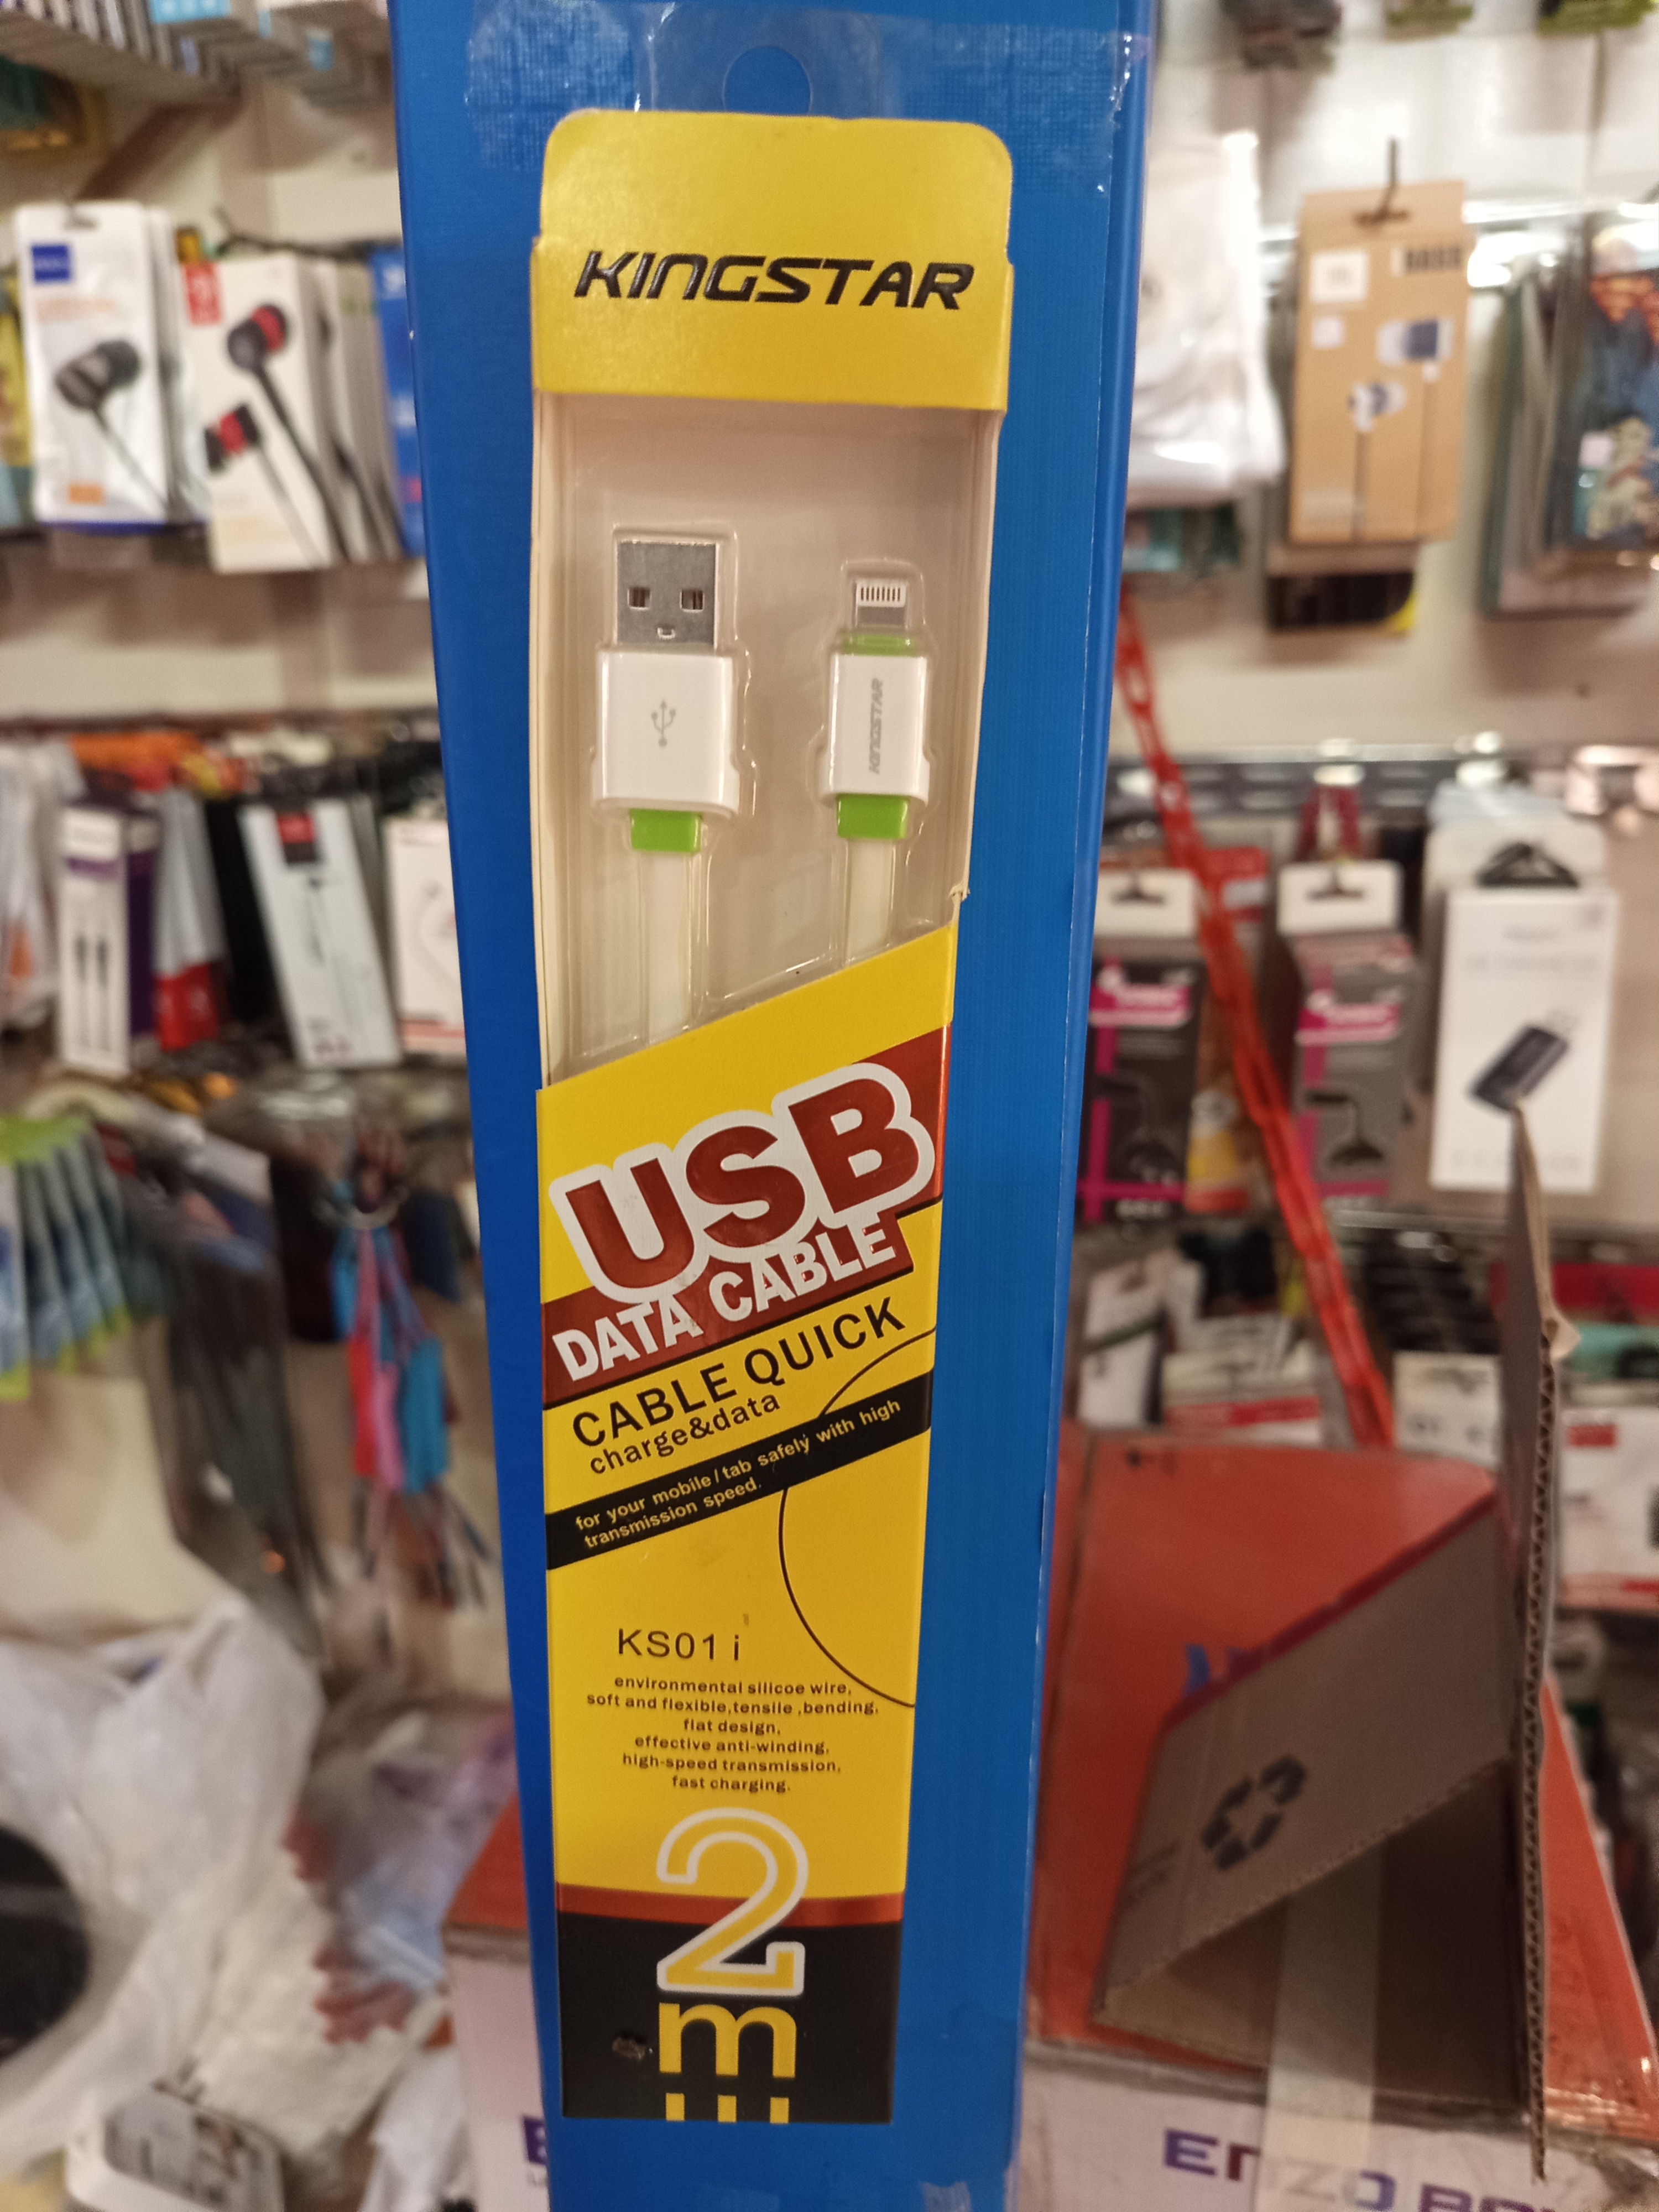 KINGSTAR
KINGSTAR
USB
DATA CABLE
CABLE QUICK
charge&data
for your mobile/tab safely with high
transmission speed.
KS01 i
environmental silicoe wire,
soft and flexible,tensile ,bending,
flat design,
effective anti-winding,
high-speed transmission,
fast charging.
2
m
ENZO